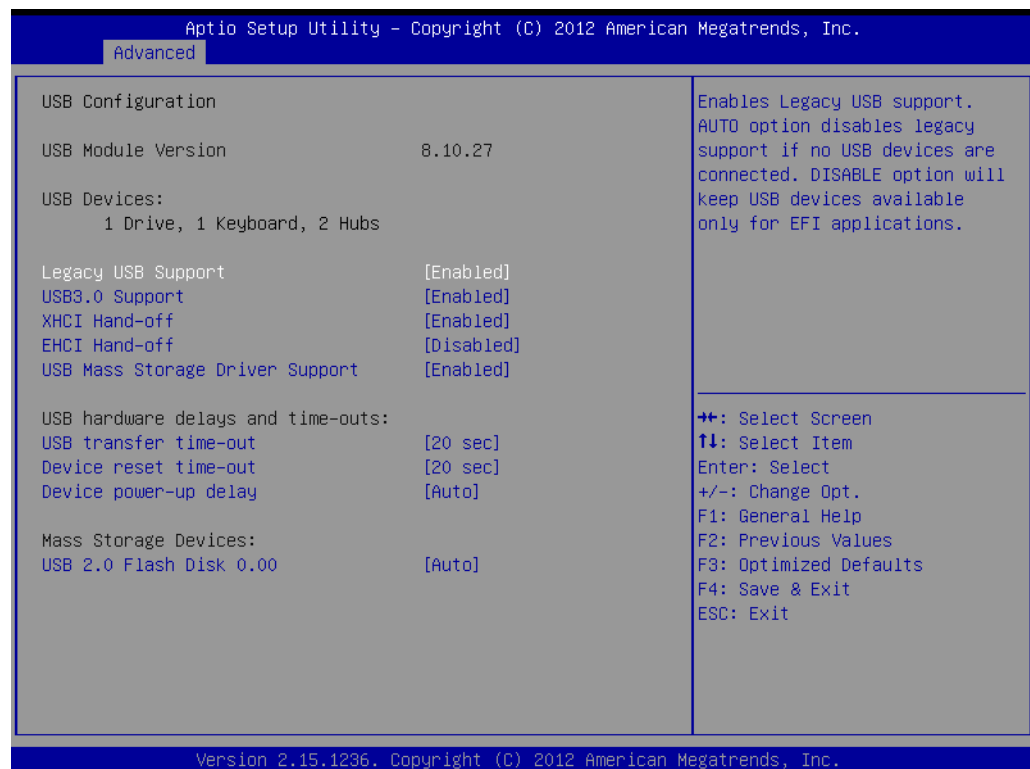 Aptio Setup Utility – Copyright (C) 2012 American Megatrends, Inc.
Advanced
USB Configuration
USB Module Version 8.10.27
USB Devices:
1 Drive, 1 Keyboard, 2 Hubs
Legacy USB Support [Enabled]
USB3.0 Support [Enabled]
XHCI Hand-off [Enabled]
EHCI Hand-off [Disabled]
USB Mass Storage Driver Support [Enabled]
USB hardware delays and time-outs:
USB transfer time-out [20 sec]
Device reset time-out [20 sec]
Device power-up delay [Auto]
Mass Storage Devices:
USB 2.0 Flash Disk 0.00 [Auto]
Enables Legacy USB support.
AUTO option disables legacy
support if no USB devices are
connected. DISABLE option will
keep USB devices available
only for EFI applications.
→←: Select Screen
↑↓: Select Item
Enter: Select
+/-: Change Opt.
F1: General Help
F2: Previous Values
F3: Optimized Defaults
F4: Save & Exit
ESC: Exit
Version 2.15.1236. Copyright (C) 2012 American Megatrends, Inc.